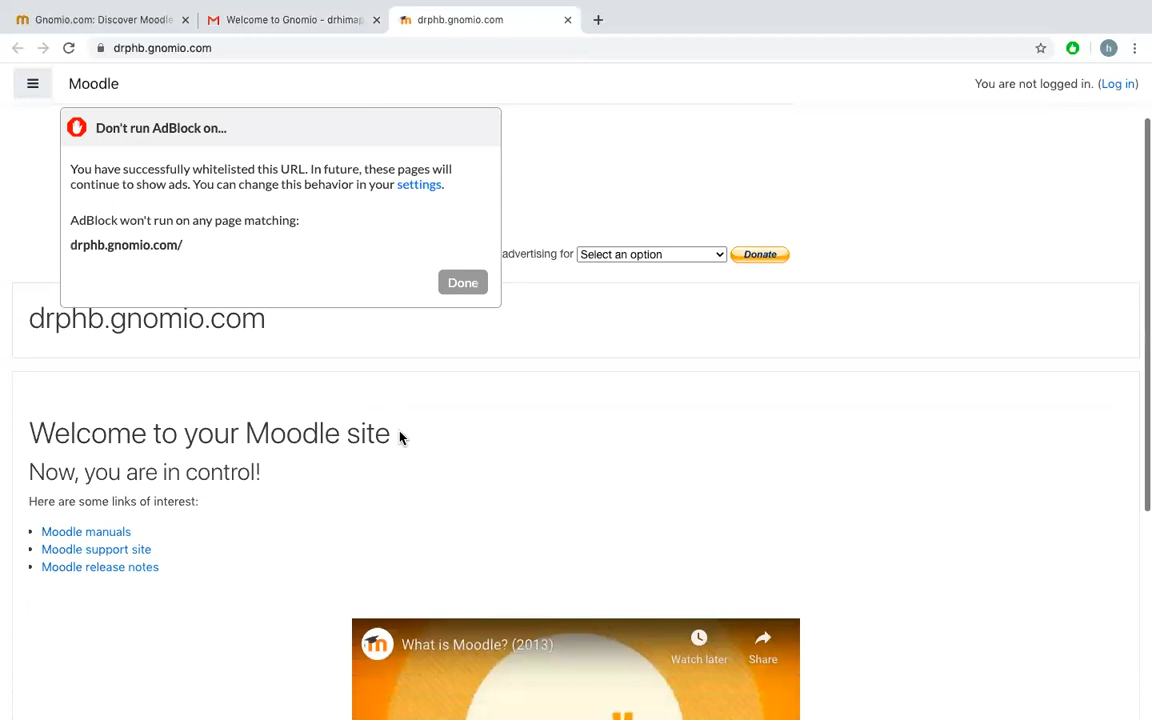 Gnomio.com: Discover Moodle
Welcome to Gnomio - drhimap
drphb.gnomio.com
drphb.gnomio.com
h
Moodle
You are not logged in. (Log in)
Don't run AdBlock on...
You have successfully whitelisted this URL. In future, these pages will
continue to show ads. You can change this behavior in your settings.
AdBlock won't run on any page matching:
drphb.gnomio.com/
Done
advertising for Select an option Donate
drphb.gnomio.com
Welcome to your Moodle site
Now, you are in control!
Here are some links of interest:
Moodle manuals
Moodle support site
Moodle release notes
What is Moodle? (2013)
Watch later
Share